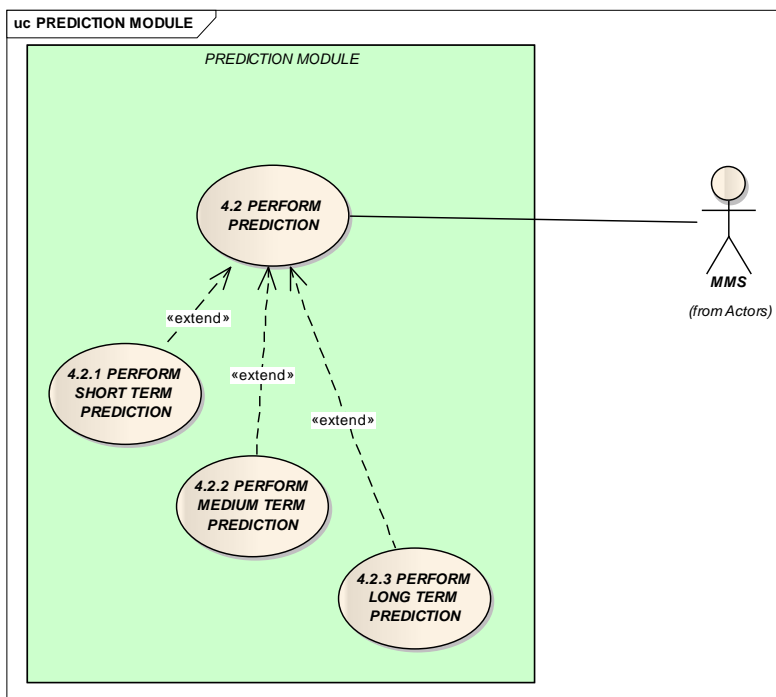 uc PREDICTION MODULE
PREDICTION MODULE
4.2 PERFORM
PREDICTION
MMS
(from Actors)
«extend»
4.2.1 PERFORM
SHORT TERM
PREDICTION
«extend»
«extend»
4.2.2 PERFORM
MEDIUM TERM
PREDICTION
4.2.3 PERFORM
LONG TERM
PREDICTION